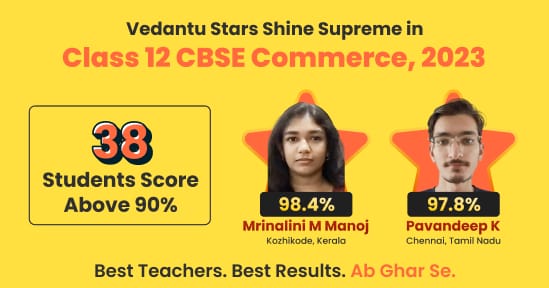 Vedantu Stars Shine Supreme in
Class 12 CBSE Commerce, 2023
38
Students Score
Above 90%
98.4%
Mrinalini M Manoj
Kozhikode, Kerala
97.8%
Pavandeep K
Chennai, Tamil Nadu
Best Teachers. Best Results. Ab Ghar Se.